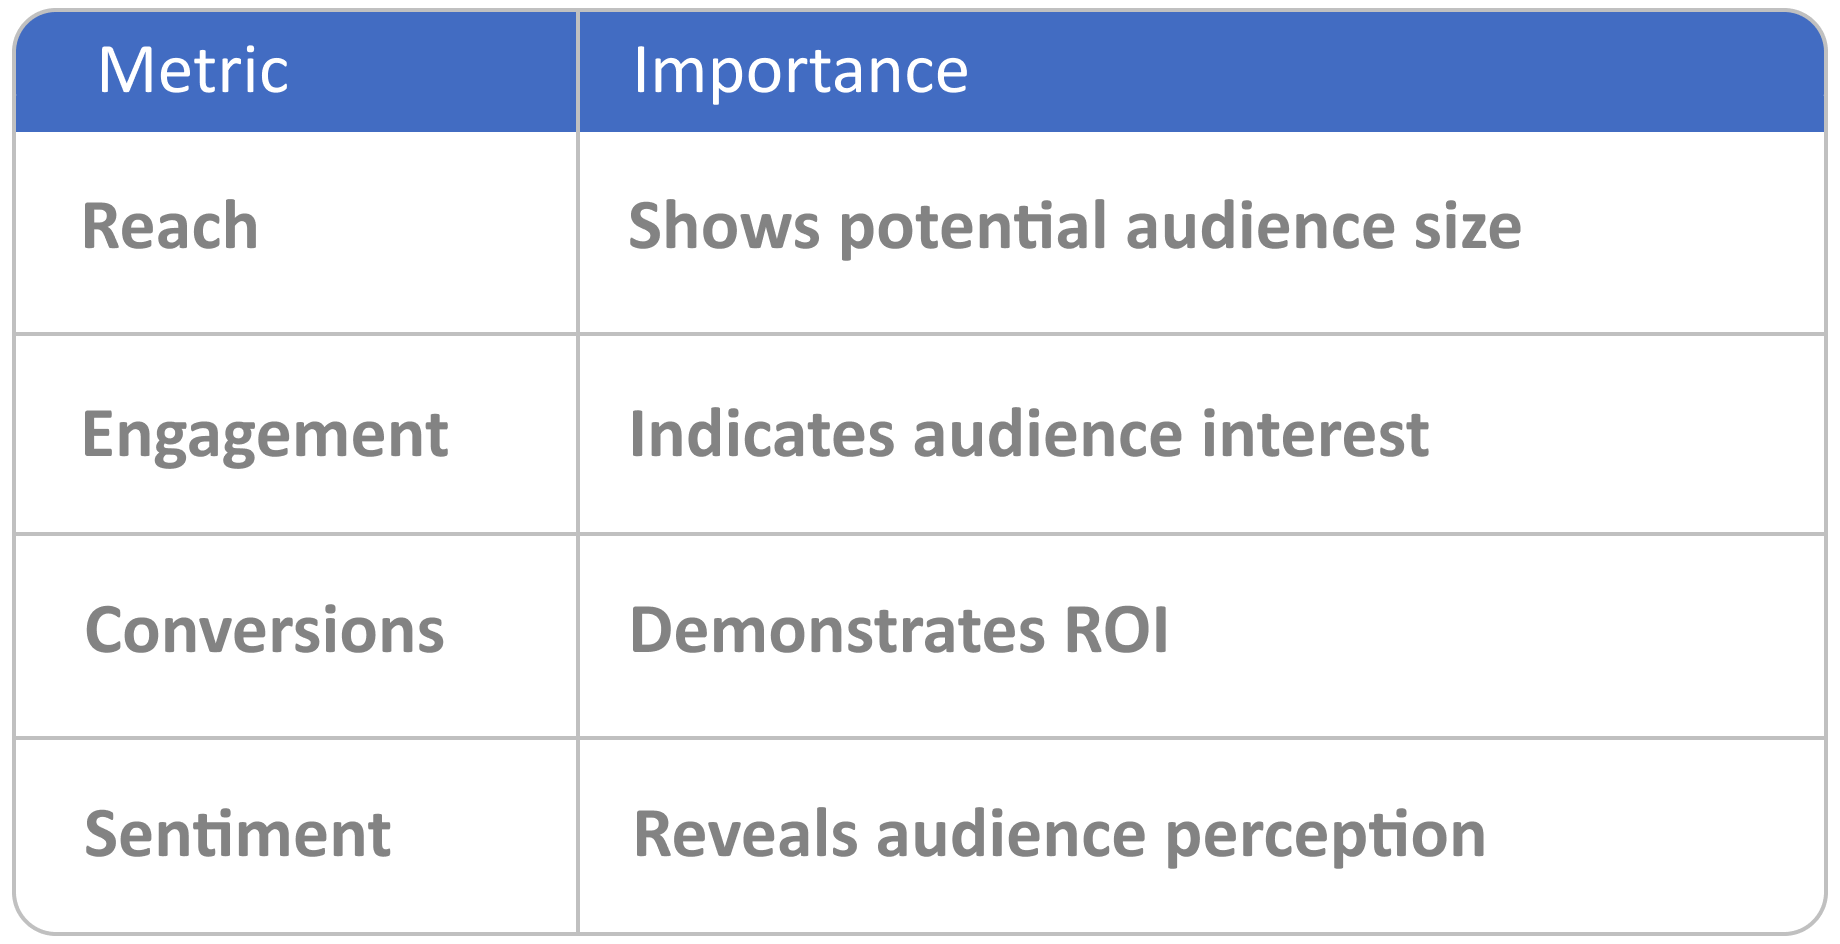 Metric Importance
Reach Shows potential audience size
Engagement Indicates audience interest
Conversions Demonstrates ROI
Sentiment Reveals audience perception